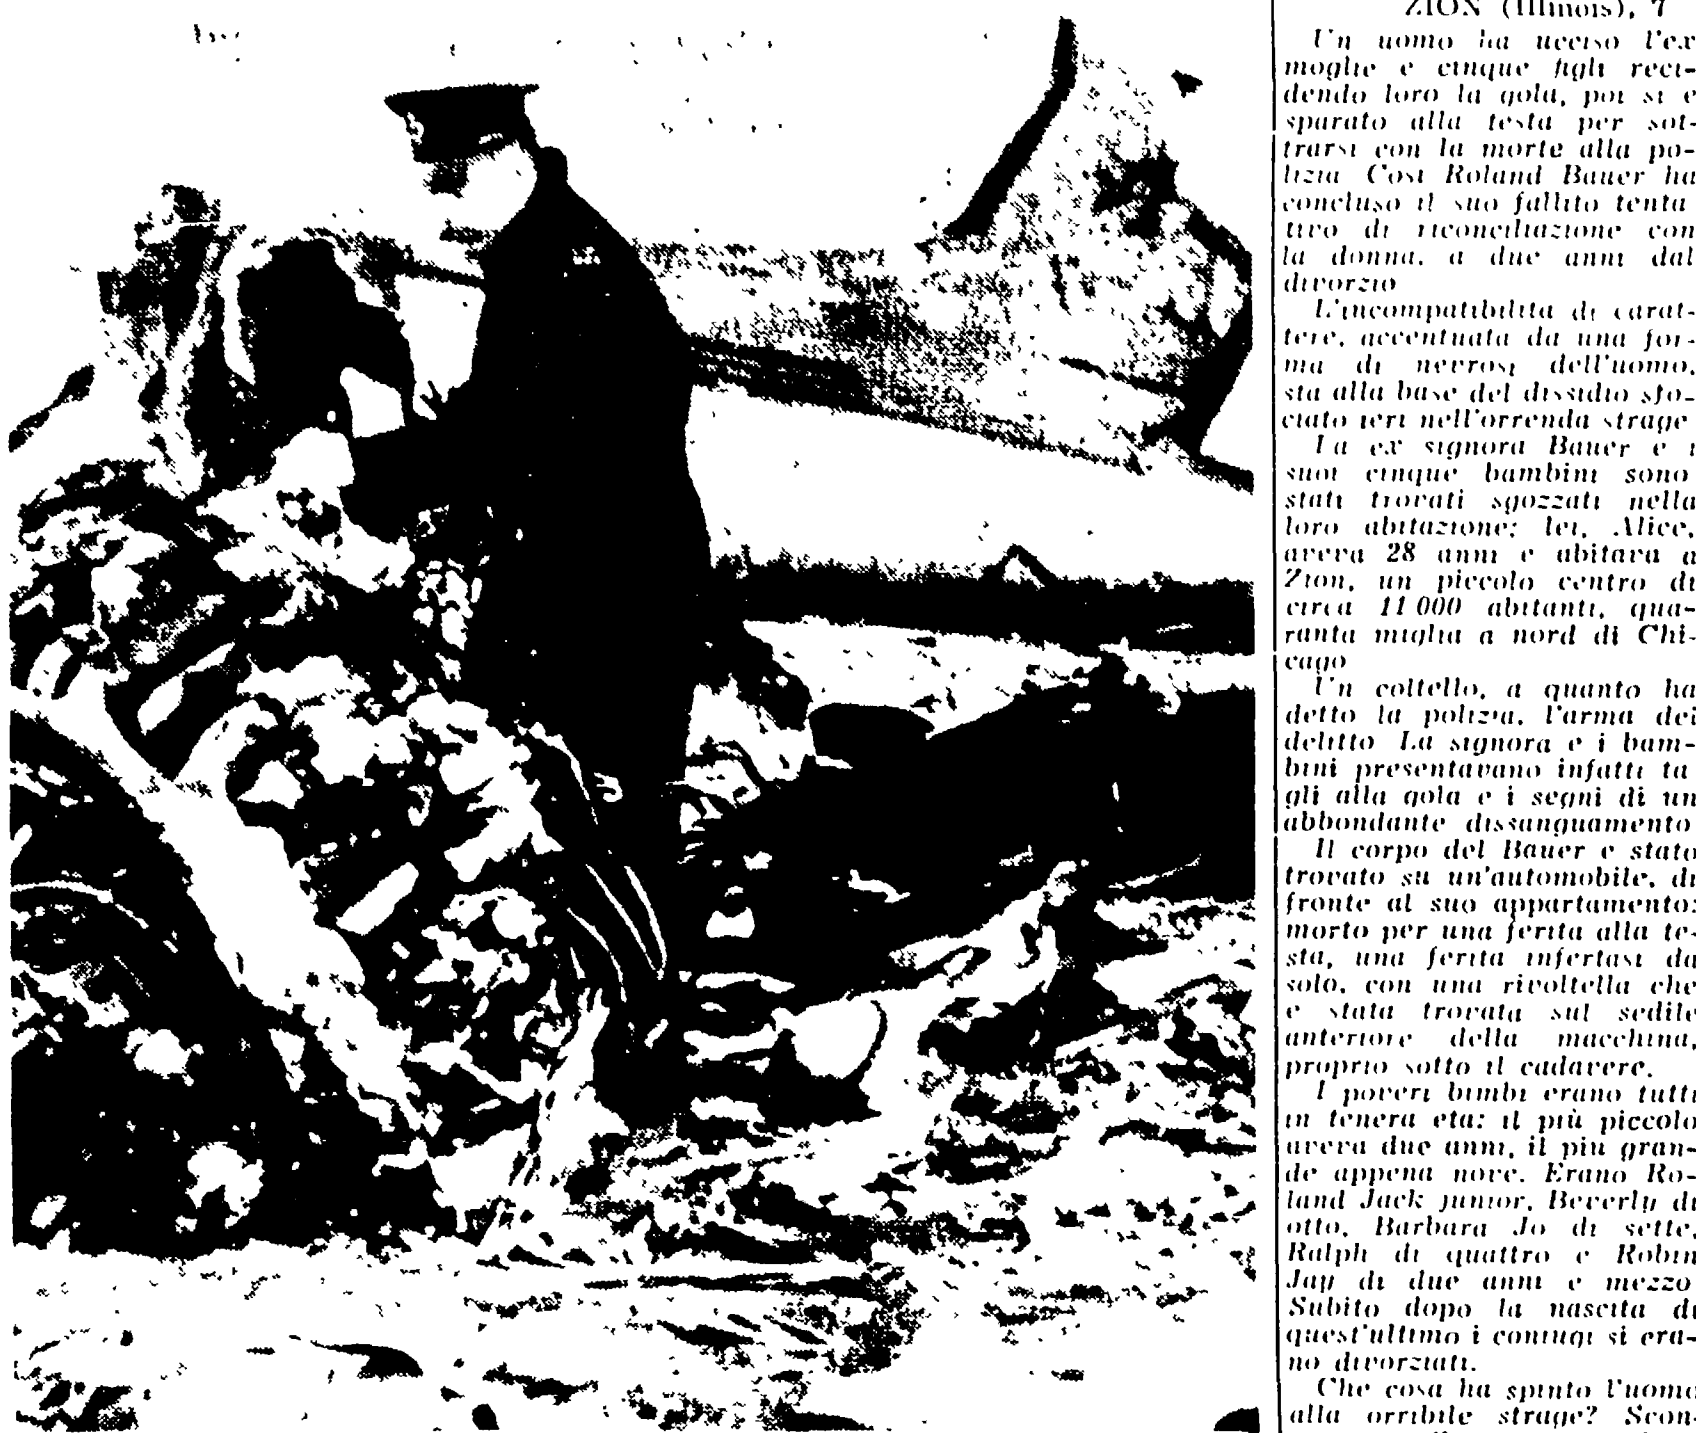 ZION (Illinois), 7
Un uomo ha ucciso l'ex
moglie e cinque figli reci-
dendo loro la gola, poi si è
sparato alla testa per sot-
trarsi con la morte alla po-
lizia Così Roland Bauer ha
concluso il suo fallito tenta
tivo di riconciliazione con
la donna, a due anni dal
divorzio
L'incompatibilità di carat-
tere, accentuata da una for-
ma di nevrosi dell'uomo,
sta alla base del dissidio sfo-
ciato ieri nell'orrenda strage
La ex signora Bauer e i
suoi cinque bambini sono
stati trovati sgozzati nella
loro abitazione; lei, Alice,
aveva 28 anni e abitava a
Zion, un piccolo centro di
circa 11 000 abitanti, qua-
ranta miglia a nord di Chi-
cago
Un coltello, a quanto ha
detto la polizia, l'arma dei
delitto La signora e i bam-
bini presentavano infatti ta
gli alla gola e i segni di un
abbondante dissanguamento
Il corpo del Bauer è stato
trovato su un'automobile, di
fronte al suo appartamento:
morto per una ferita alla te-
sta, una ferita infertasi da
solo, con una rivoltella che
è stata trovata sul sedile
anteriore della macchina,
proprio sotto il cadavere.
I poveri bimbi erano tutti
in tenera età: il più piccolo
aveva due anni, il più gran-
de appena nove. Erano Ro-
land Jack junior, Beverly di
otto, Barbara Jo di sette,
Ralph di quattro e Robin
Jay di due anni e mezzo
Subito dopo la nascita di
quest'ultimo i coniugi si era-
no divorziati.
Che cosa ha spinto l'uomo
alla orribile strage? Scon-